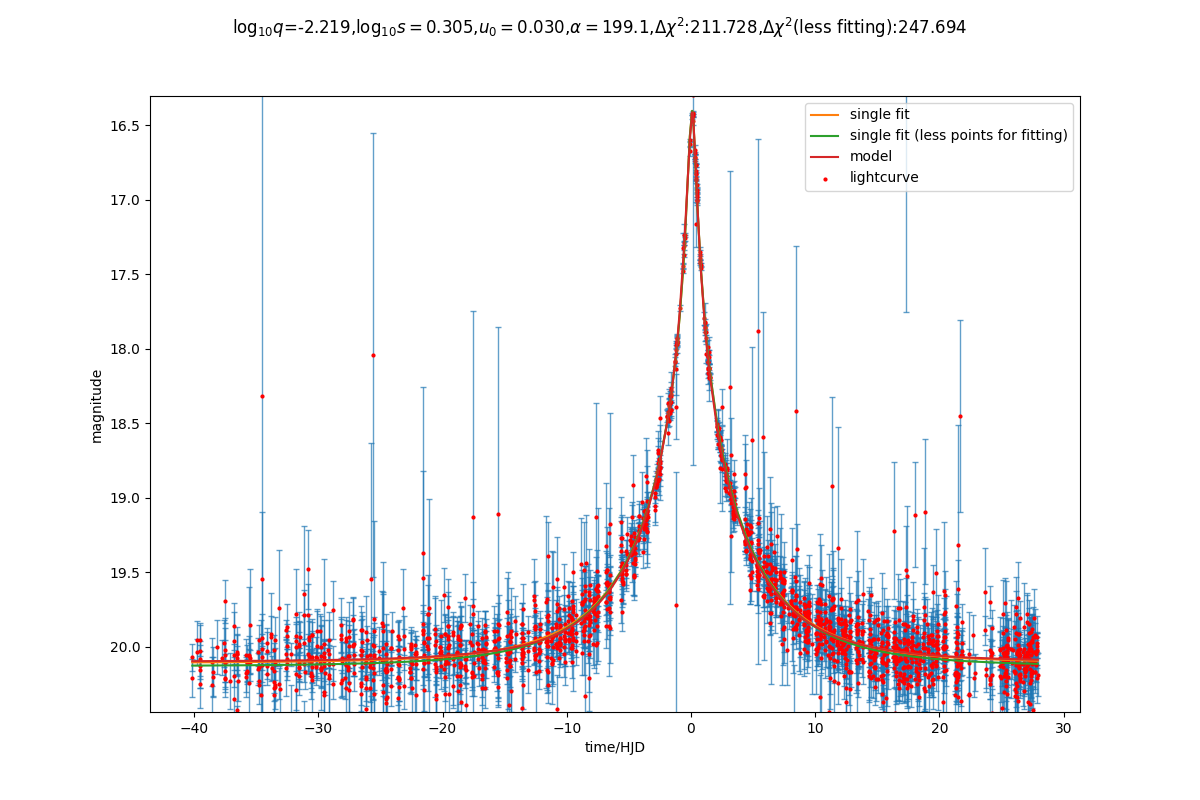 log₁₀q=-2.219,log₁₀s = 0.305,u₀ = 0.030,α = 199.1,Δχ²:211.728,Δχ²(less fitting):247.694
single fit
single fit (less points for fitting)
model
lightcurve
16.5
17.0
17.5
18.0
18.5
19.0
19.5
20.0
magnitude
−40
−30
−20
−10
0
10
20
30
time/HJD